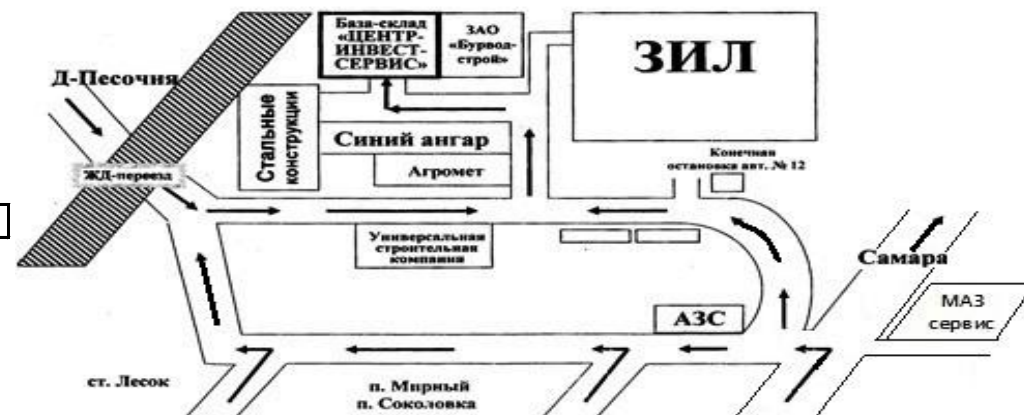 База-склад
«ЦЕНТР-
ИНВЕСТ-
СЕРВИС»
ЗАО
«Бурвод-
строй»
ЗИЛ
Д-Песочня
Стальные
конструкции
Синий ангар
Агромет
Конечная
остановка авт. № 12
ЖД-переезд
Универсальная
строительная
компания
Самара
МАЗ
сервис
АЗС
ст. Лесок
п. Мирный
п. Соколовка